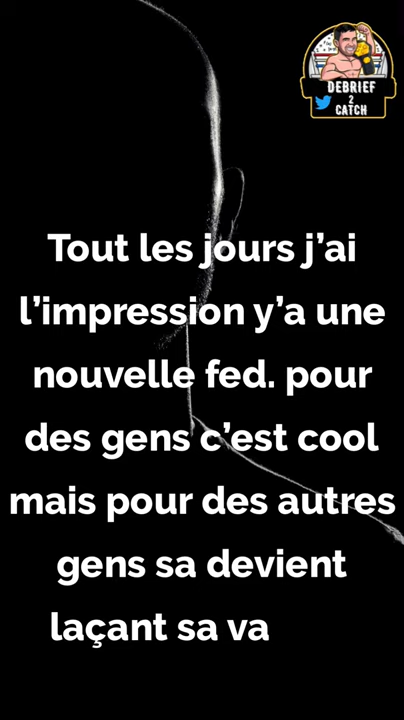 DEBRIEF
2
CATCH
Tout les jours j’ai
l’impression y’a une
nouvelle fed. pour
des gens c’est cool
mais pour des autres
gens sa devient
laçant sa va